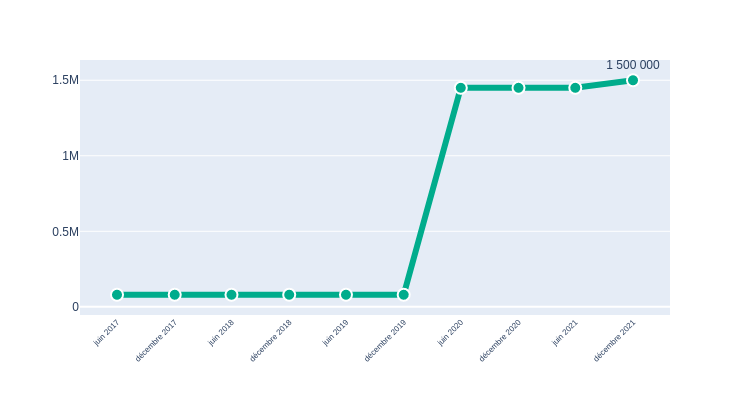 1 500 000
1.5M
1M
0.5M
0
juin 2017
décembre 2017
juin 2018
décembre 2018
juin 2019
décembre 2019
juin 2020
décembre 2020
juin 2021
décembre 2021